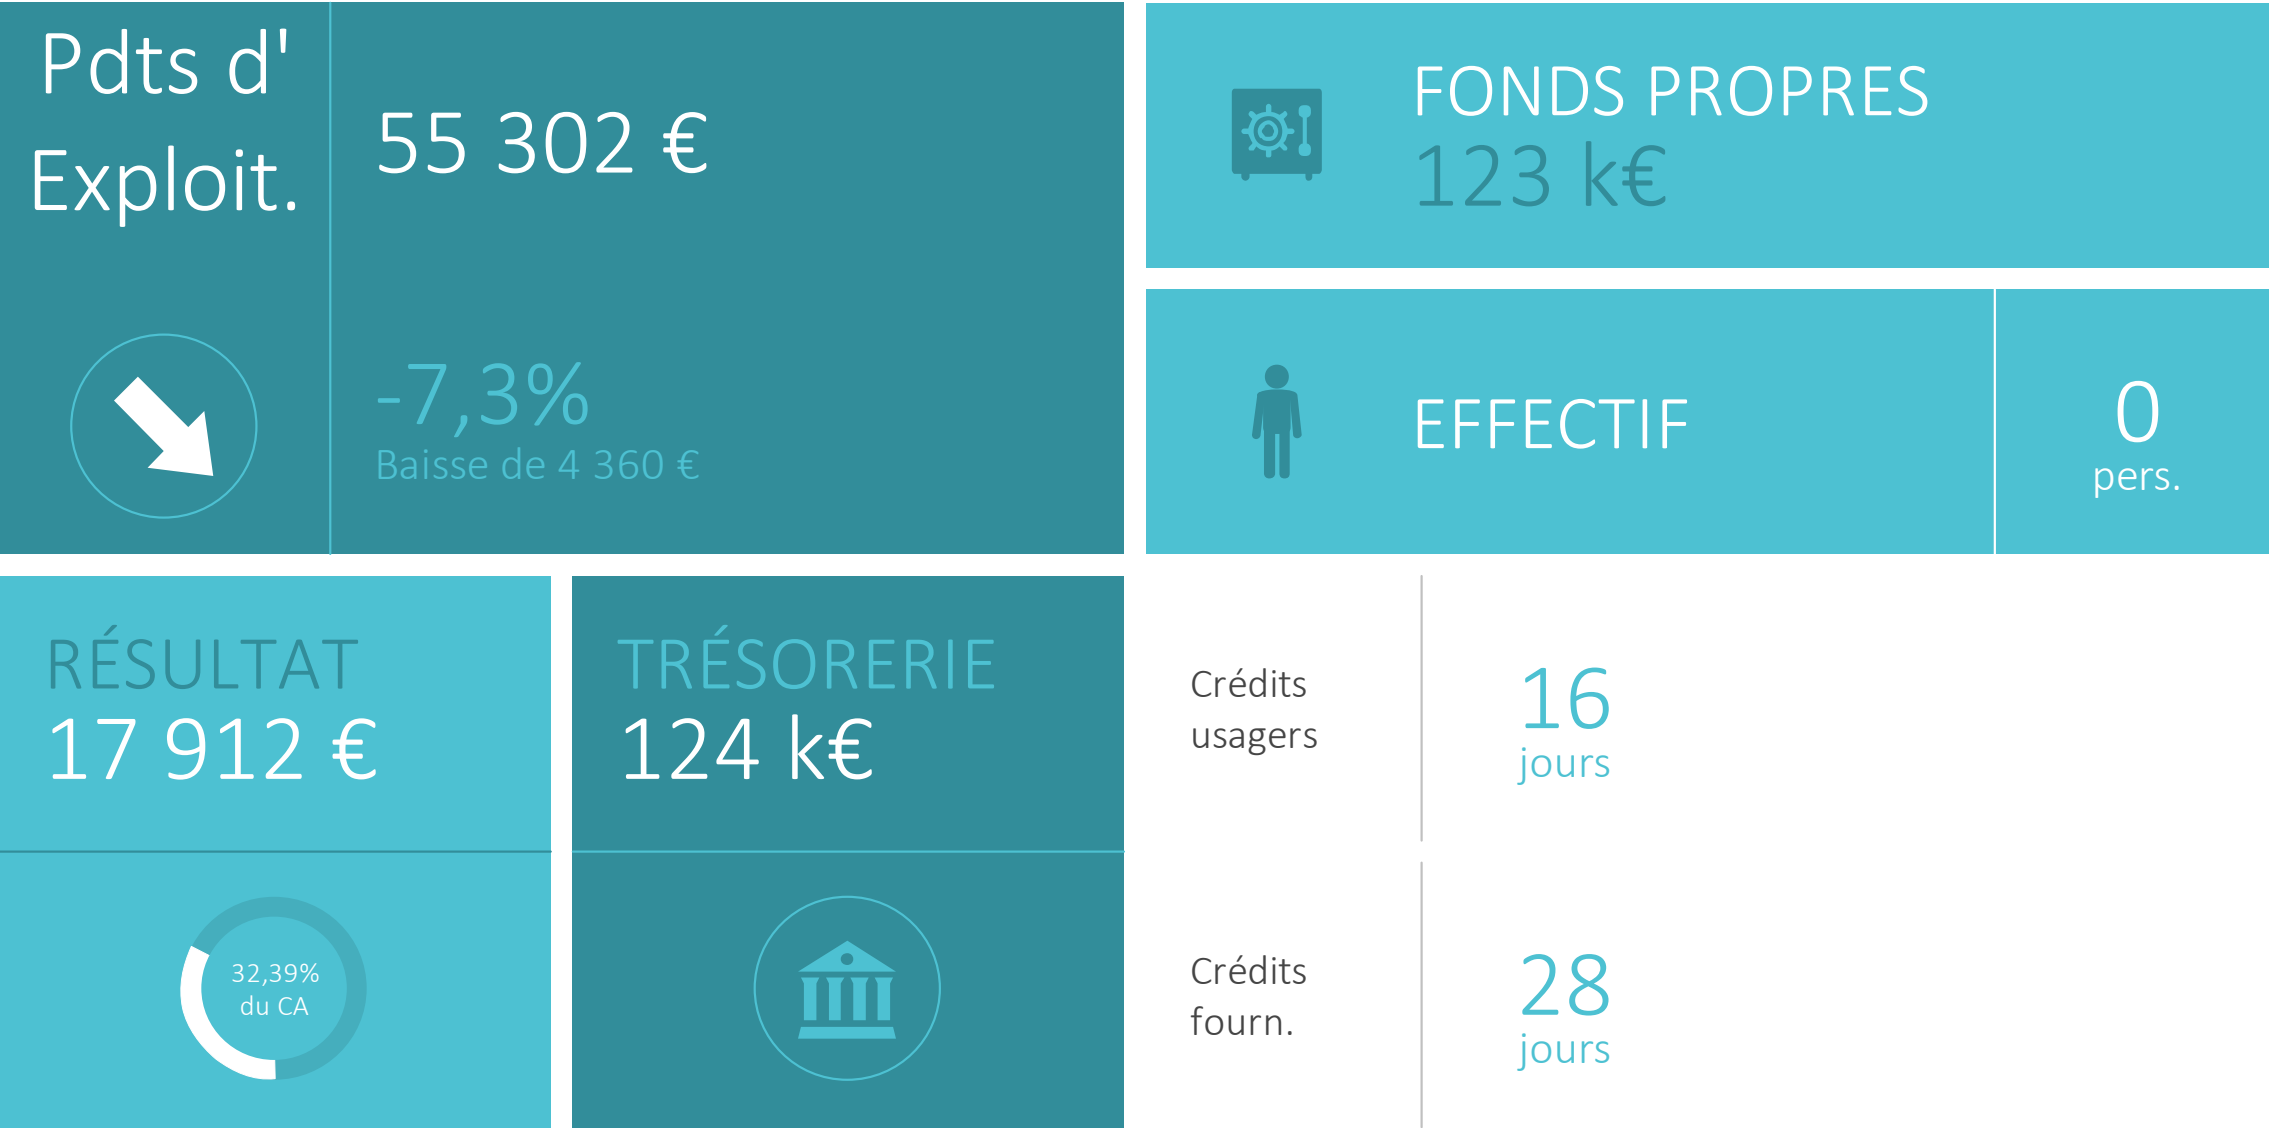 Pdts d'
Exploit.
55 302 €
-7,3%
Baisse de 4 360 €
FONDS PROPRES
123 k€
EFFECTIF
0
pers.
RÉSULTAT
17 912 €
32,39%
du CA
TRÉSORERIE
124 k€
Crédits
usagers
16
jours
Crédits
fourn.
28
jours